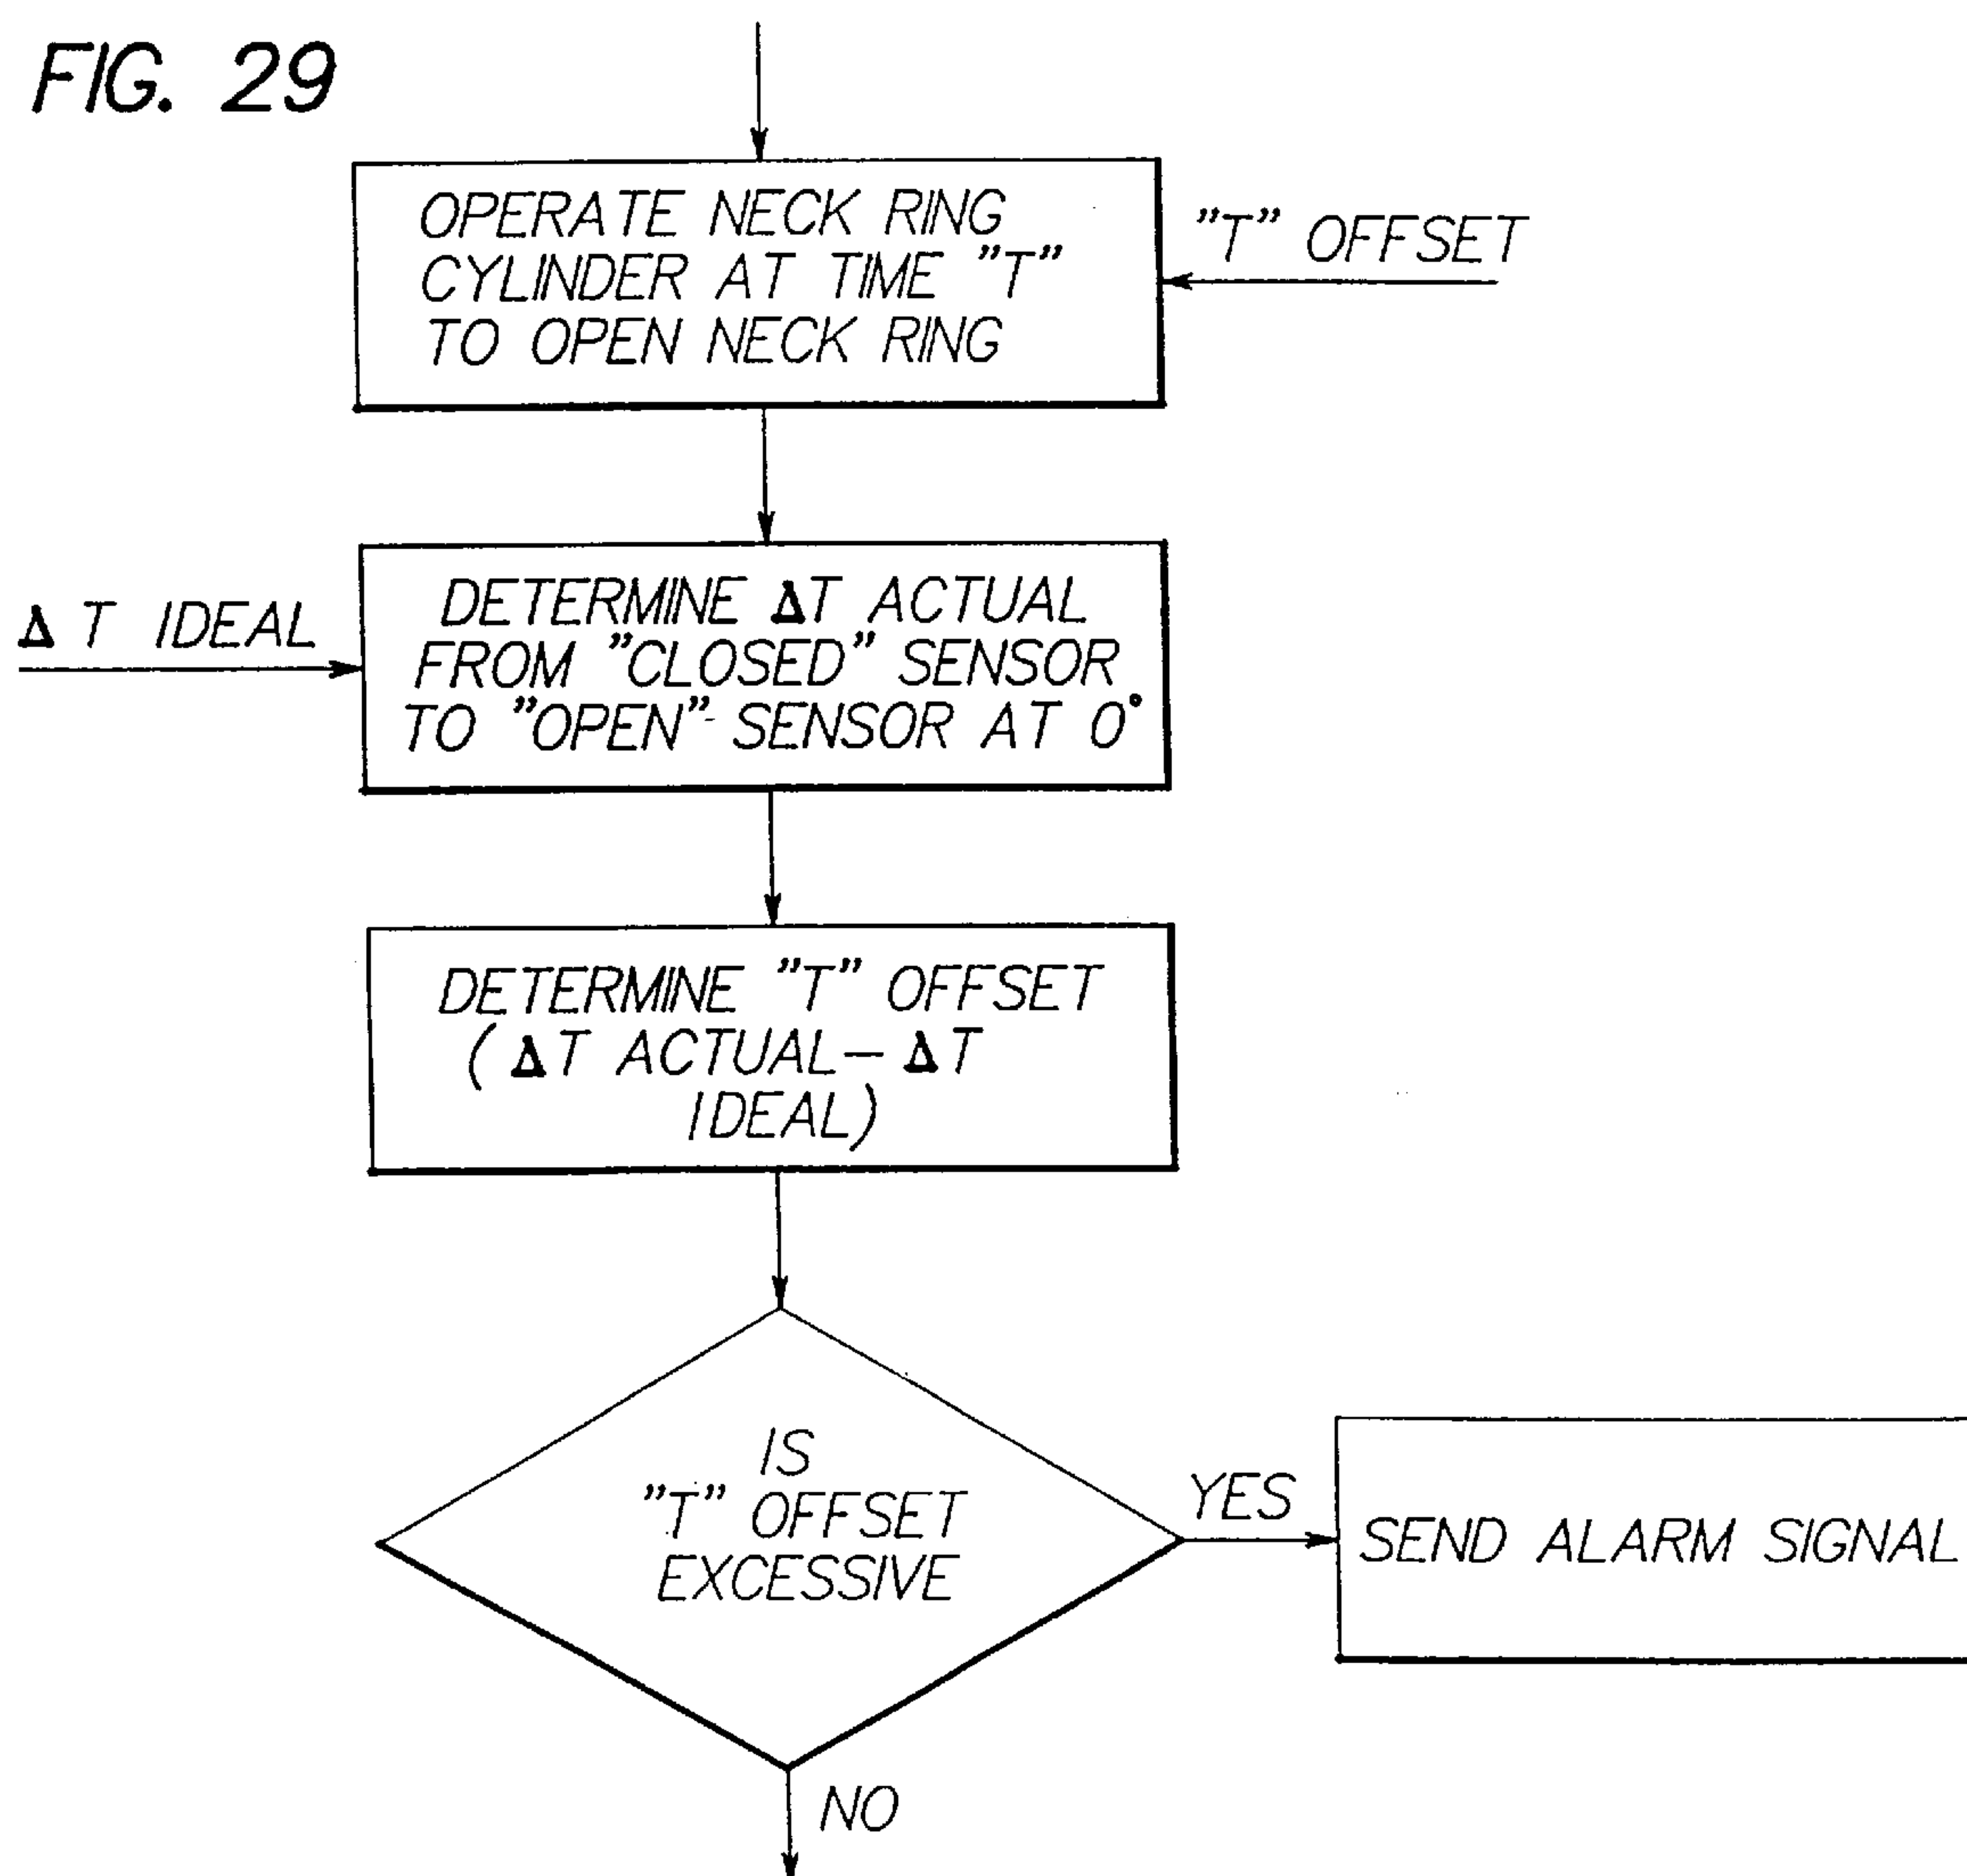 FIG. 29
OPERATE NECK RING
CYLINDER AT TIME "T"
TO OPEN NECK RING
"T" OFFSET
Δ T IDEAL
DETERMINE ΔT ACTUAL
FROM "CLOSED" SENSOR
TO "OPEN" SENSOR AT 0°
DETERMINE "T" OFFSET
(ΔT ACTUAL— ΔT
IDEAL)
IS
"T" OFFSET
EXCESSIVE
YES
SEND ALARM SIGNAL
NO